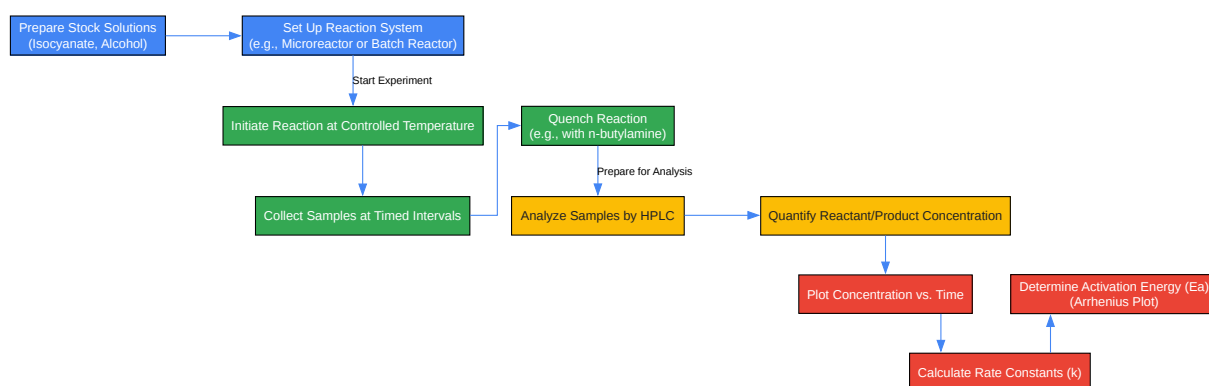 Prepare Stock Solutions
(Isocyanate, Alcohol)
Set Up Reaction System
(e.g., Microreactor or Batch Reactor)
Start Experiment
Initiate Reaction at Controlled Temperature
Collect Samples at Timed Intervals
Quench Reaction
(e.g., with n-butylamine)
Prepare for Analysis
Analyze Samples by HPLC
Quantify Reactant/Product Concentration
Plot Concentration vs. Time
Calculate Rate Constants (k)
Determine Activation Energy (Ea)
(Arrhenius Plot)